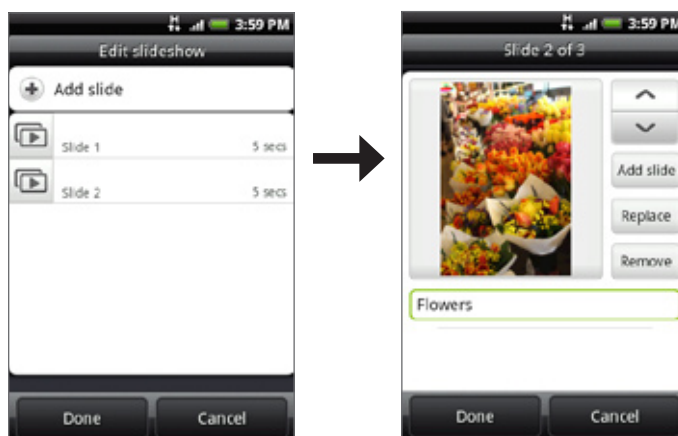 3:59 PM
Edit slideshow
Add slide
Slide 1 5 secs
Slide 2 5 secs
Done Cancel
3:59 PM
Slide 2 of 3
Add slide
Replace
Remove
Flowers
Done Cancel